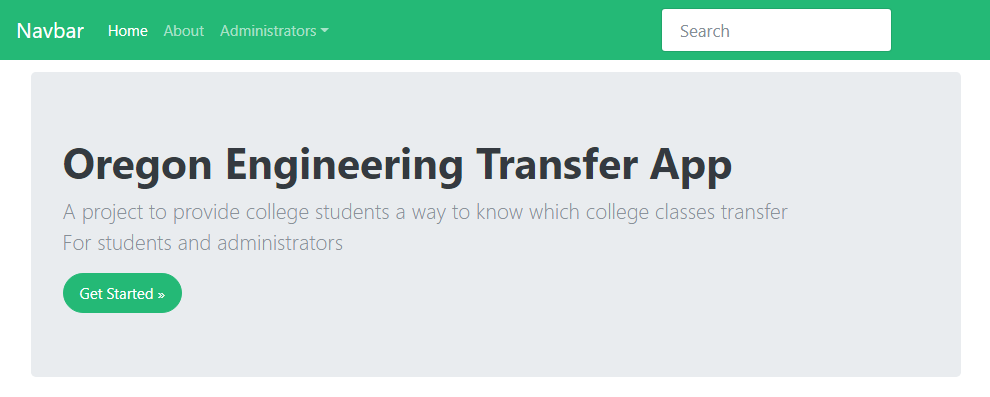 Navbar Home About Administrators Search
Oregon Engineering Transfer App
A project to provide college students a way to know which college classes transfer
For students and administrators
Get Started »